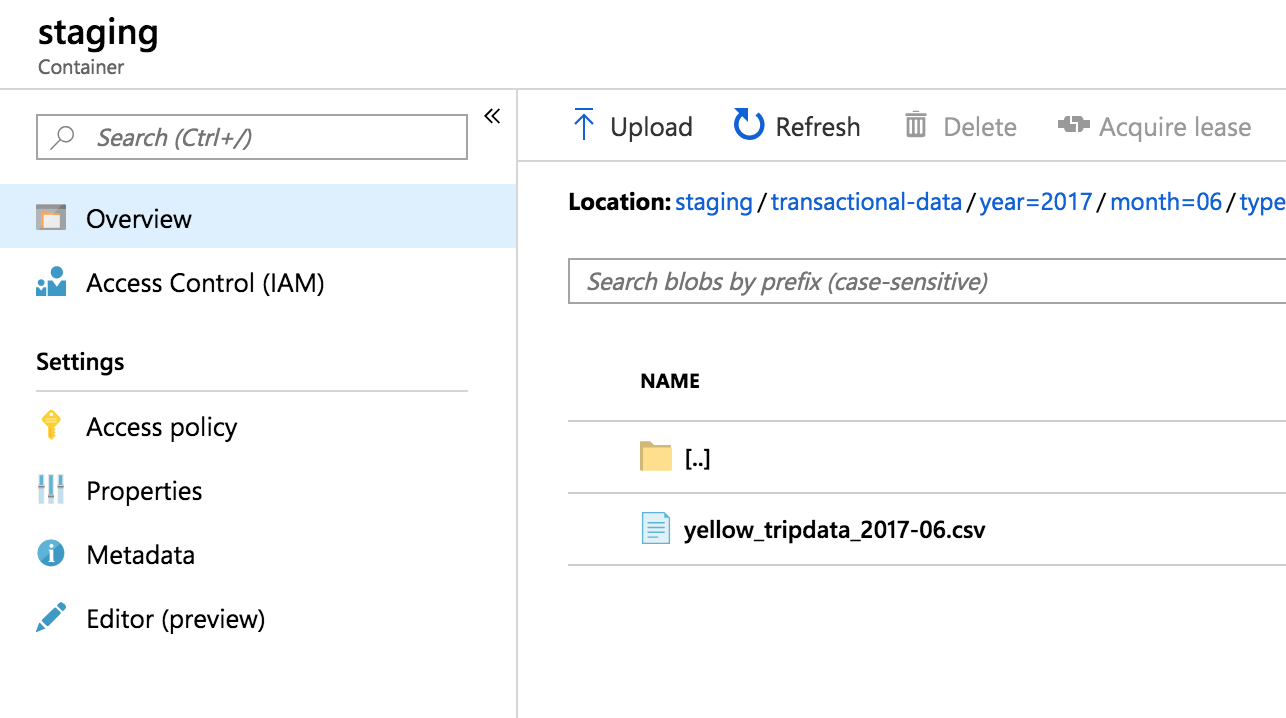 staging
Container
Search (Ctrl+/)
«
Overview
Access Control (IAM)
Settings
Access policy
Properties
Metadata
Editor (preview)
Upload
Refresh
Delete
Acquire lease
Location: staging / transactional-data / year=2017 / month=06 / type
Search blobs by prefix (case-sensitive)
NAME
[..]
yellow_tripdata_2017-06.csv